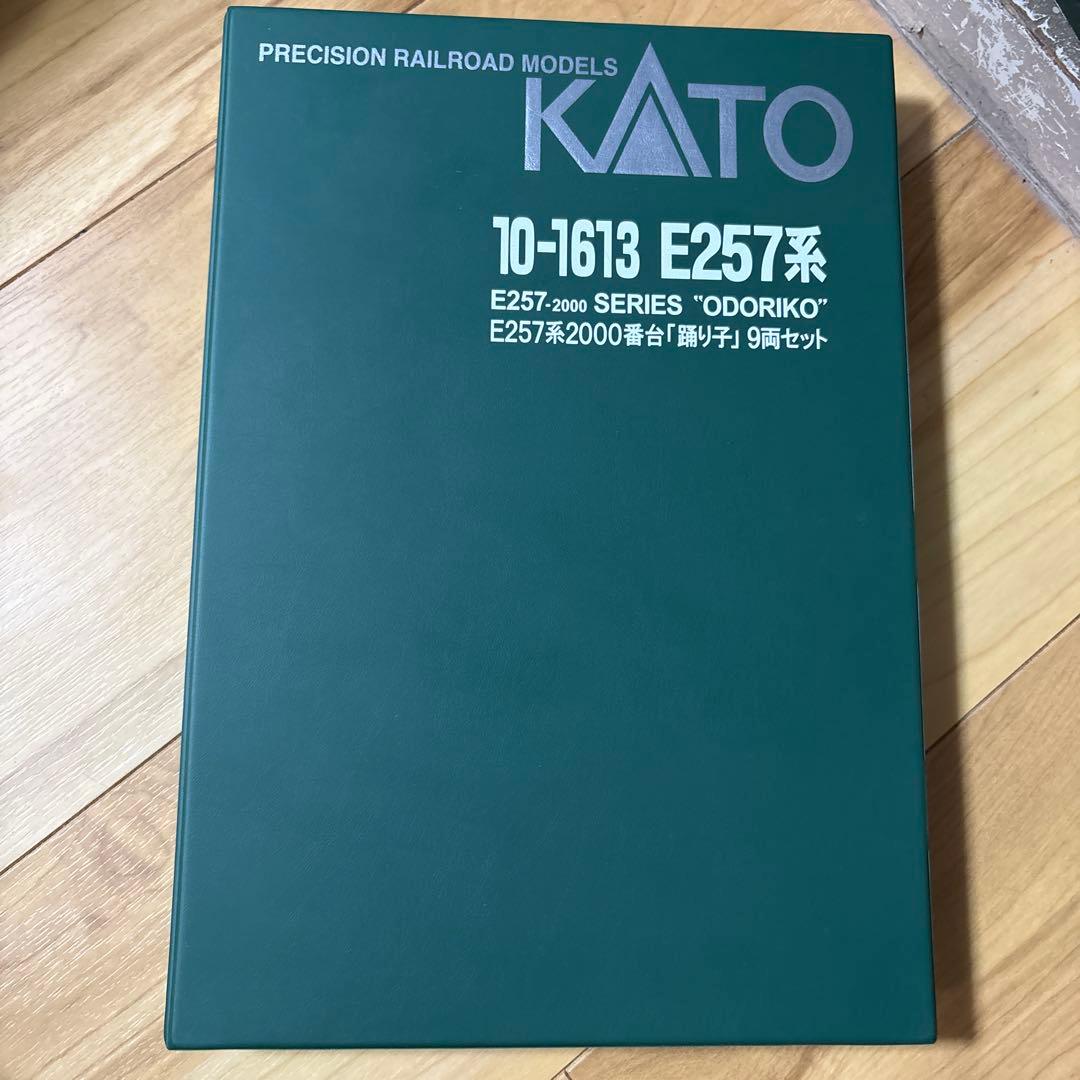 PRECISION RAILROAD MODELS
KATO
10-1613 E257系
E257-2000 SERIES "ODORIKO"
E257系2000番台「踊り子」9両セット